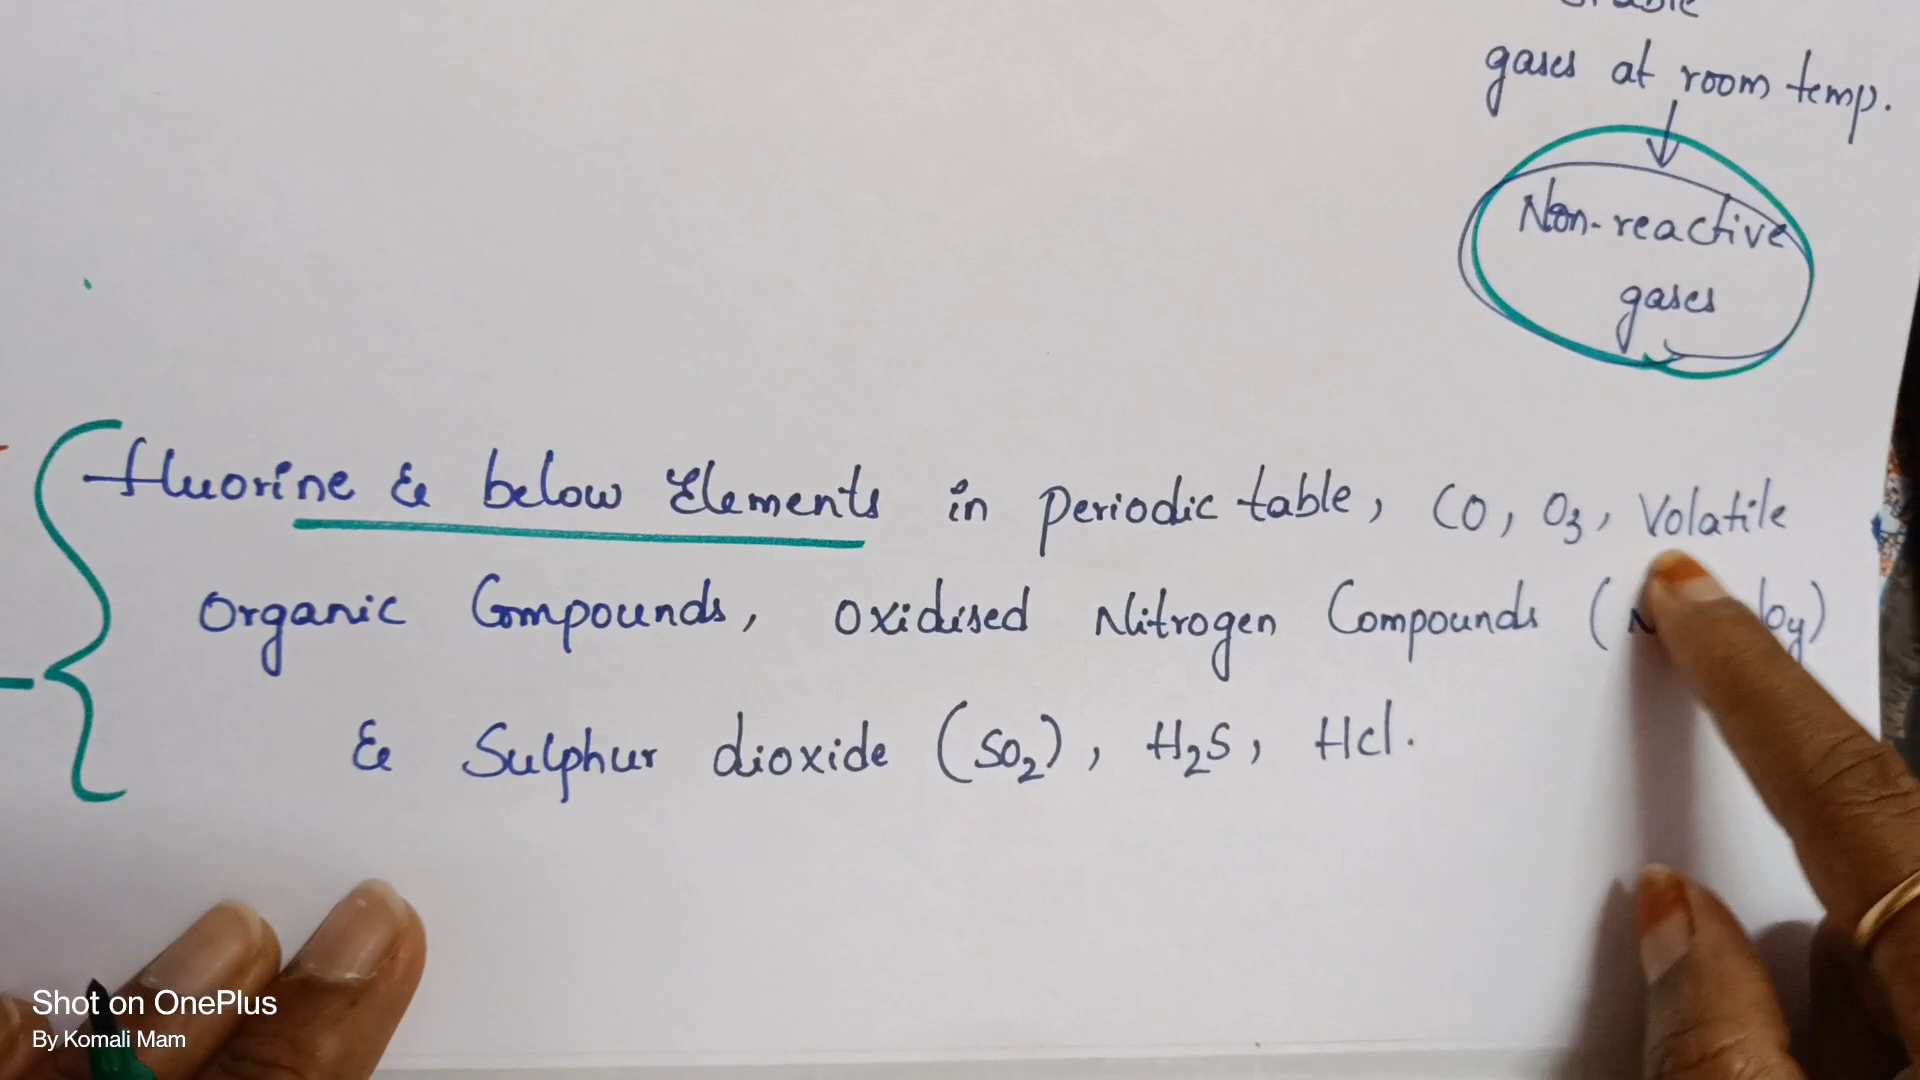 gases at room temp.
Non-reactive
gases
fluorine & below Elements in periodic table, CO, O3, Volatile
Organic Compounds, Oxidised Nitrogen Compounds
& Sulphur dioxide (SO2), H2S, Hcl.
Shot on OnePlus
By Komali Mam